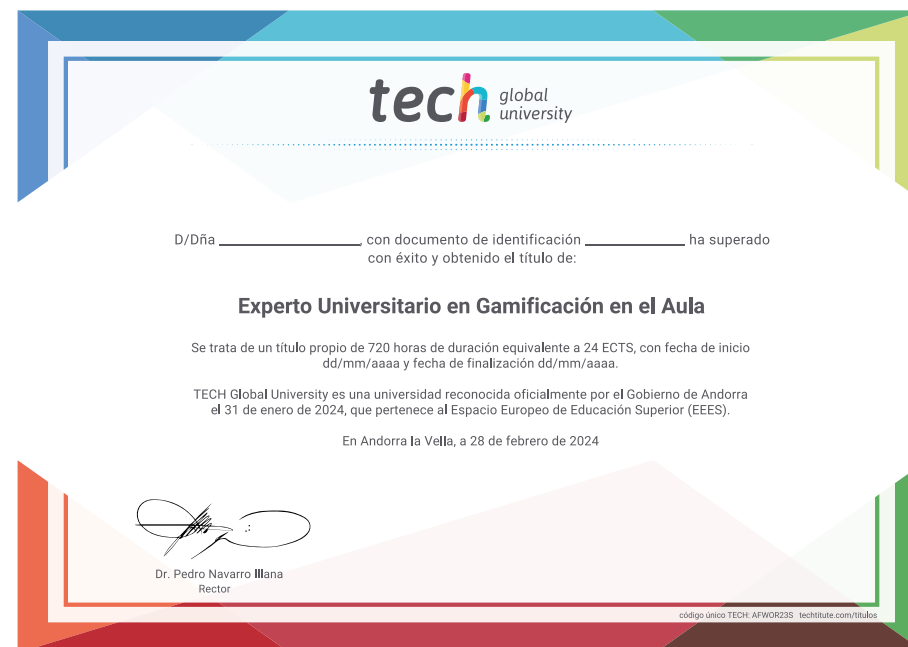 tech global university
D/Dña ____________________, con documento de identificación ______________ ha superado
con éxito y obtenido el título de:
Experto Universitario en Gamificación en el Aula
Se trata de un título propio de 720 horas de duración equivalente a 24 ECTS, con fecha de inicio
dd/mm/aaaa y fecha de finalización dd/mm/aaaa.
TECH Global University es una universidad reconocida oficialmente por el Gobierno de Andorra
el 31 de enero de 2024, que pertenece al Espacio Europeo de Educación Superior (EEES).
En Andorra la Vella, a 28 de febrero de 2024
Dr. Pedro Navarro Illana
Rector
código único TECH: AFWOR23S techtitute.com/titulos